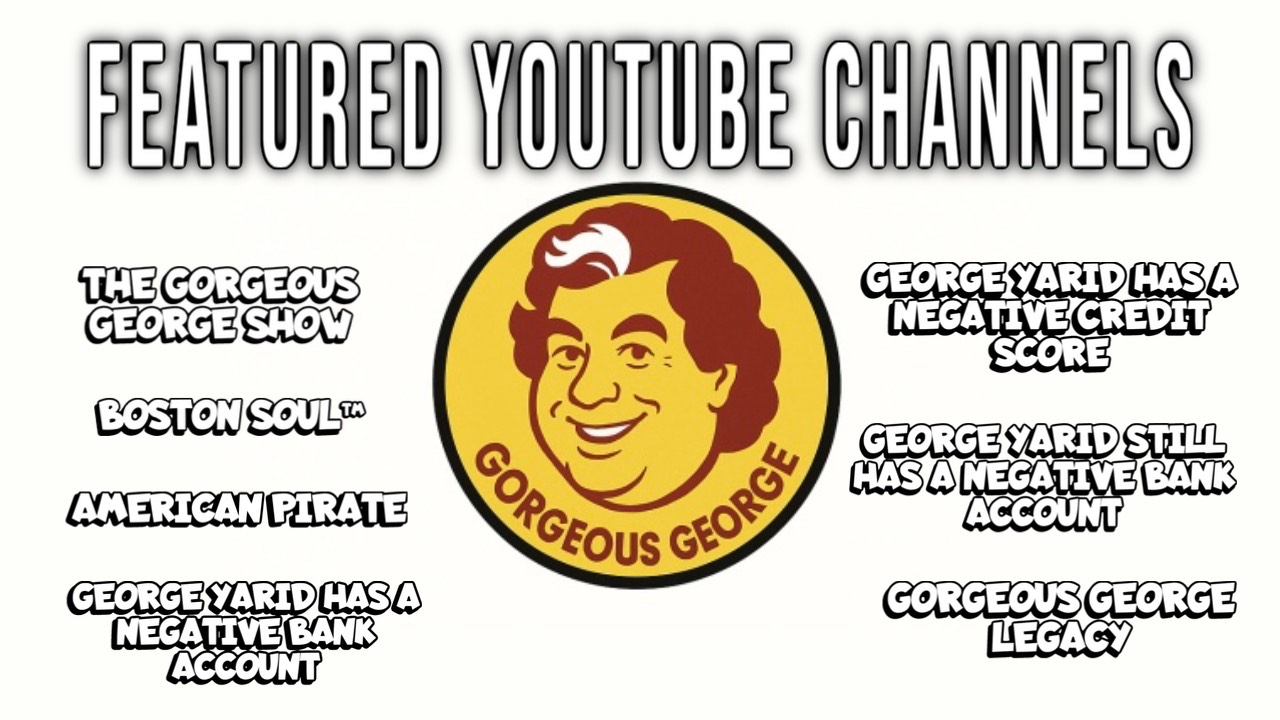 FEATURED YOUTUBE CHANNELS
THE GORGEOUS
GEORGE SHOW
BOSTON SOUL™
AMERICAN PIRATE
GEORGE YARID HAS A
NEGATIVE BANK
ACCOUNT
GORGEOUS GEORGE
GEORGE YARID HAS A
NEGATIVE CREDIT
SCORE
GEORGE YARID STILL
HAS A NEGATIVE BANK
ACCOUNT
GORGEOUS GEORGE
LEGACY